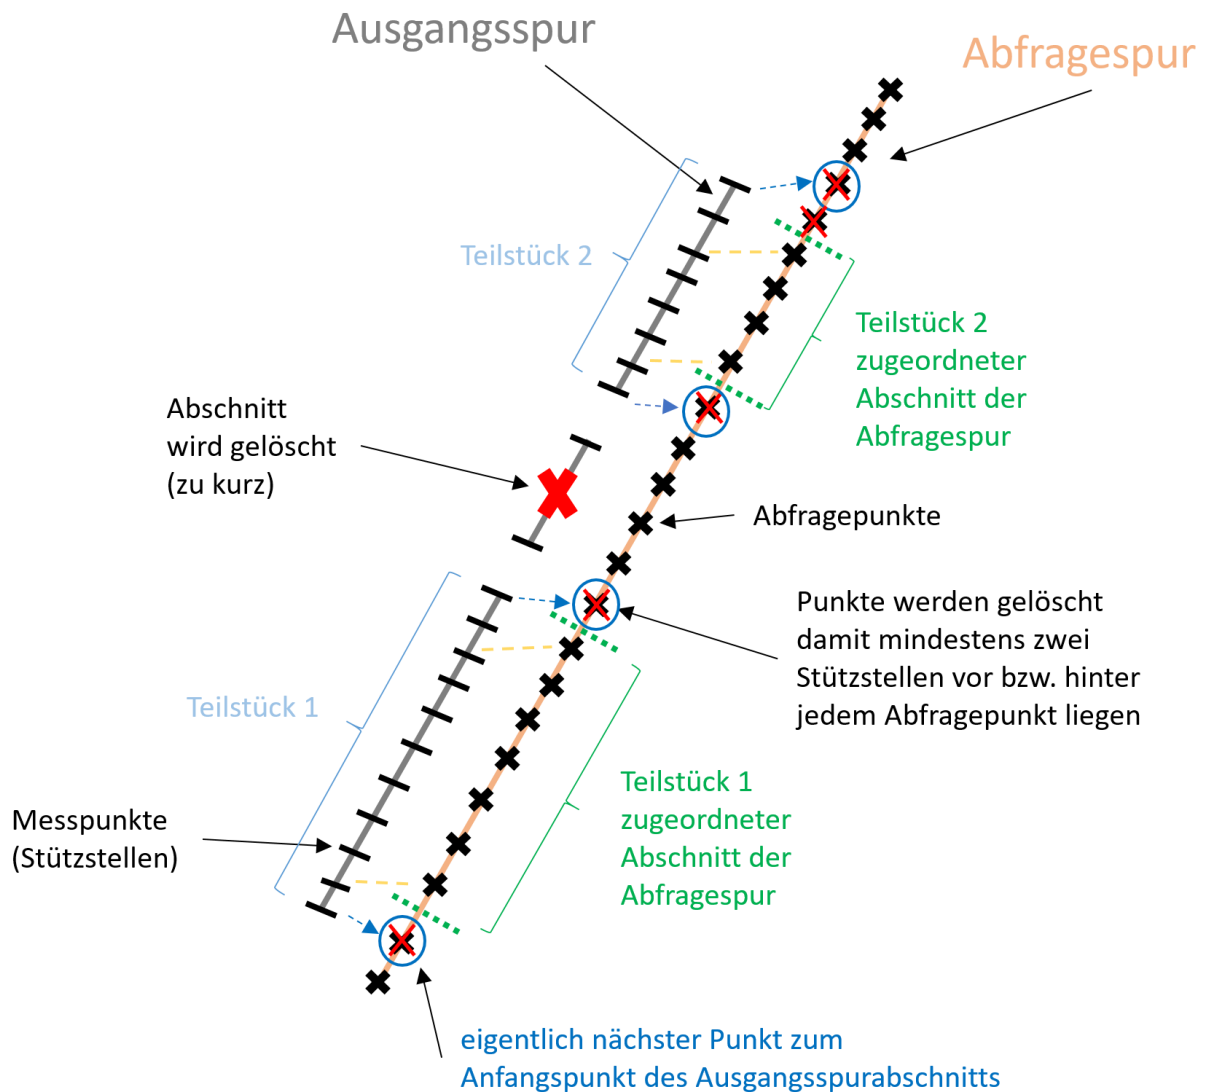 Ausgangsspur
Abfragespur
Teilstück 2
Teilstück 2
zugeordneter
Abschnitt der
Abfragespur
Abschnitt
wird gelöscht
(zu kurz)
Abfragepunkte
Punkte werden gelöscht
damit mindestens zwei
Stützstellen vor bzw. hinter
jedem Abfragepunkt liegen
Teilstück 1
Teilstück 1
zugeordneter
Abschnitt der
Abfragespur
Messpunkte
(Stützstellen)
eigentlich nächster Punkt zum
Anfangspunkt des Ausgangsspurabschnitts